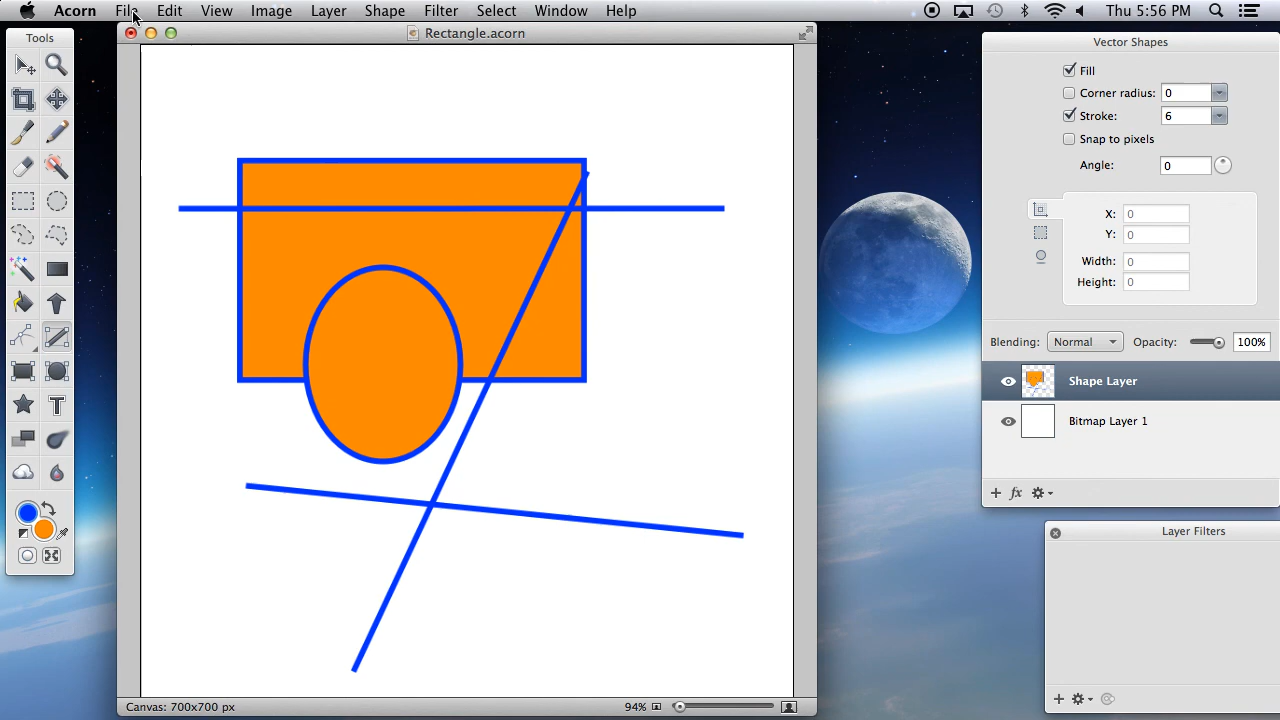 Acorn File Edit View Image Layer Shape Filter Select Window Help Thu 5:56 PM
Tools
Rectangle.acorn
Vector Shapes
Fill
Corner radius: 0
Stroke: 6
Snap to pixels
Angle: 0
X: 0
Y: 0
Width: 0
Height: 0
Blending: Normal Opacity: 100%
Shape Layer
Bitmap Layer 1
fx
Layer Filters
Canvas: 700x700 px 94%